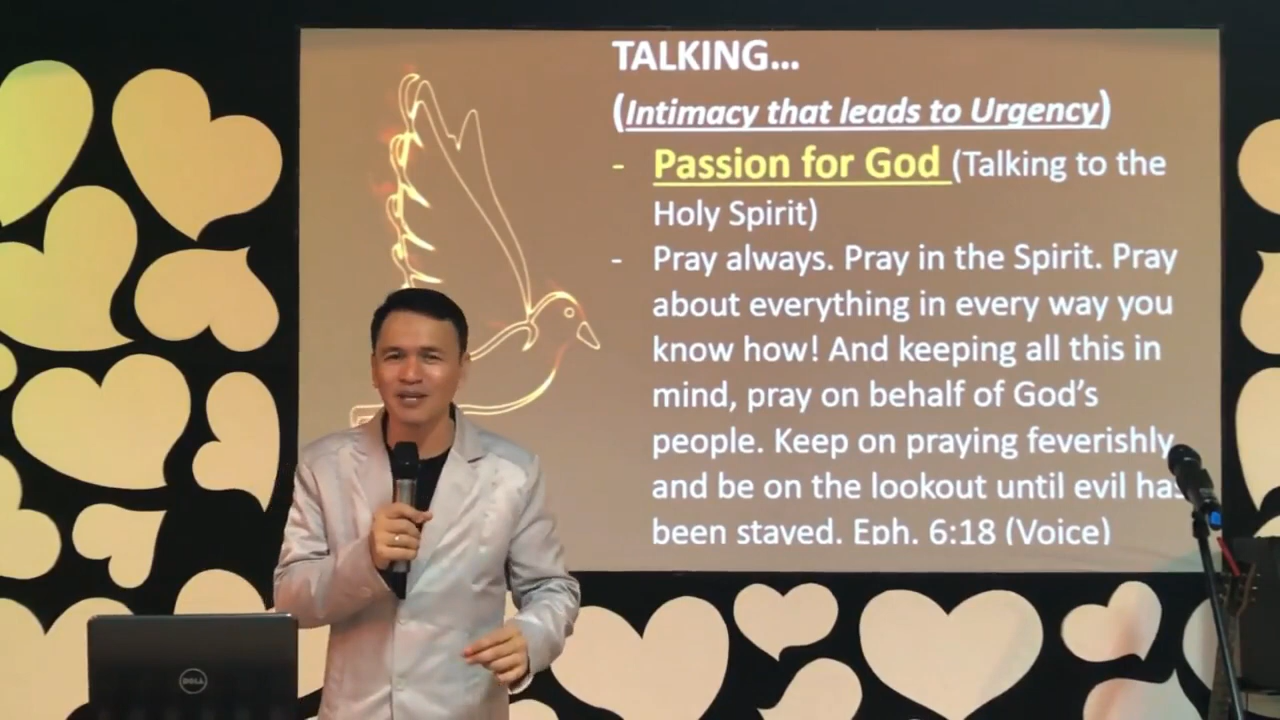 TALKING...
(Intimacy that leads to Urgency)
- Passion for God (Talking to the
Holy Spirit)
- Pray always. Pray in the Spirit. Pray
about everything in every way you
know how! And keeping all this in
mind, pray on behalf of God's
people. Keep on praying feverishly
and be on the lookout until evil has
been stayed. Eph. 6:18 (Voice)
DELL